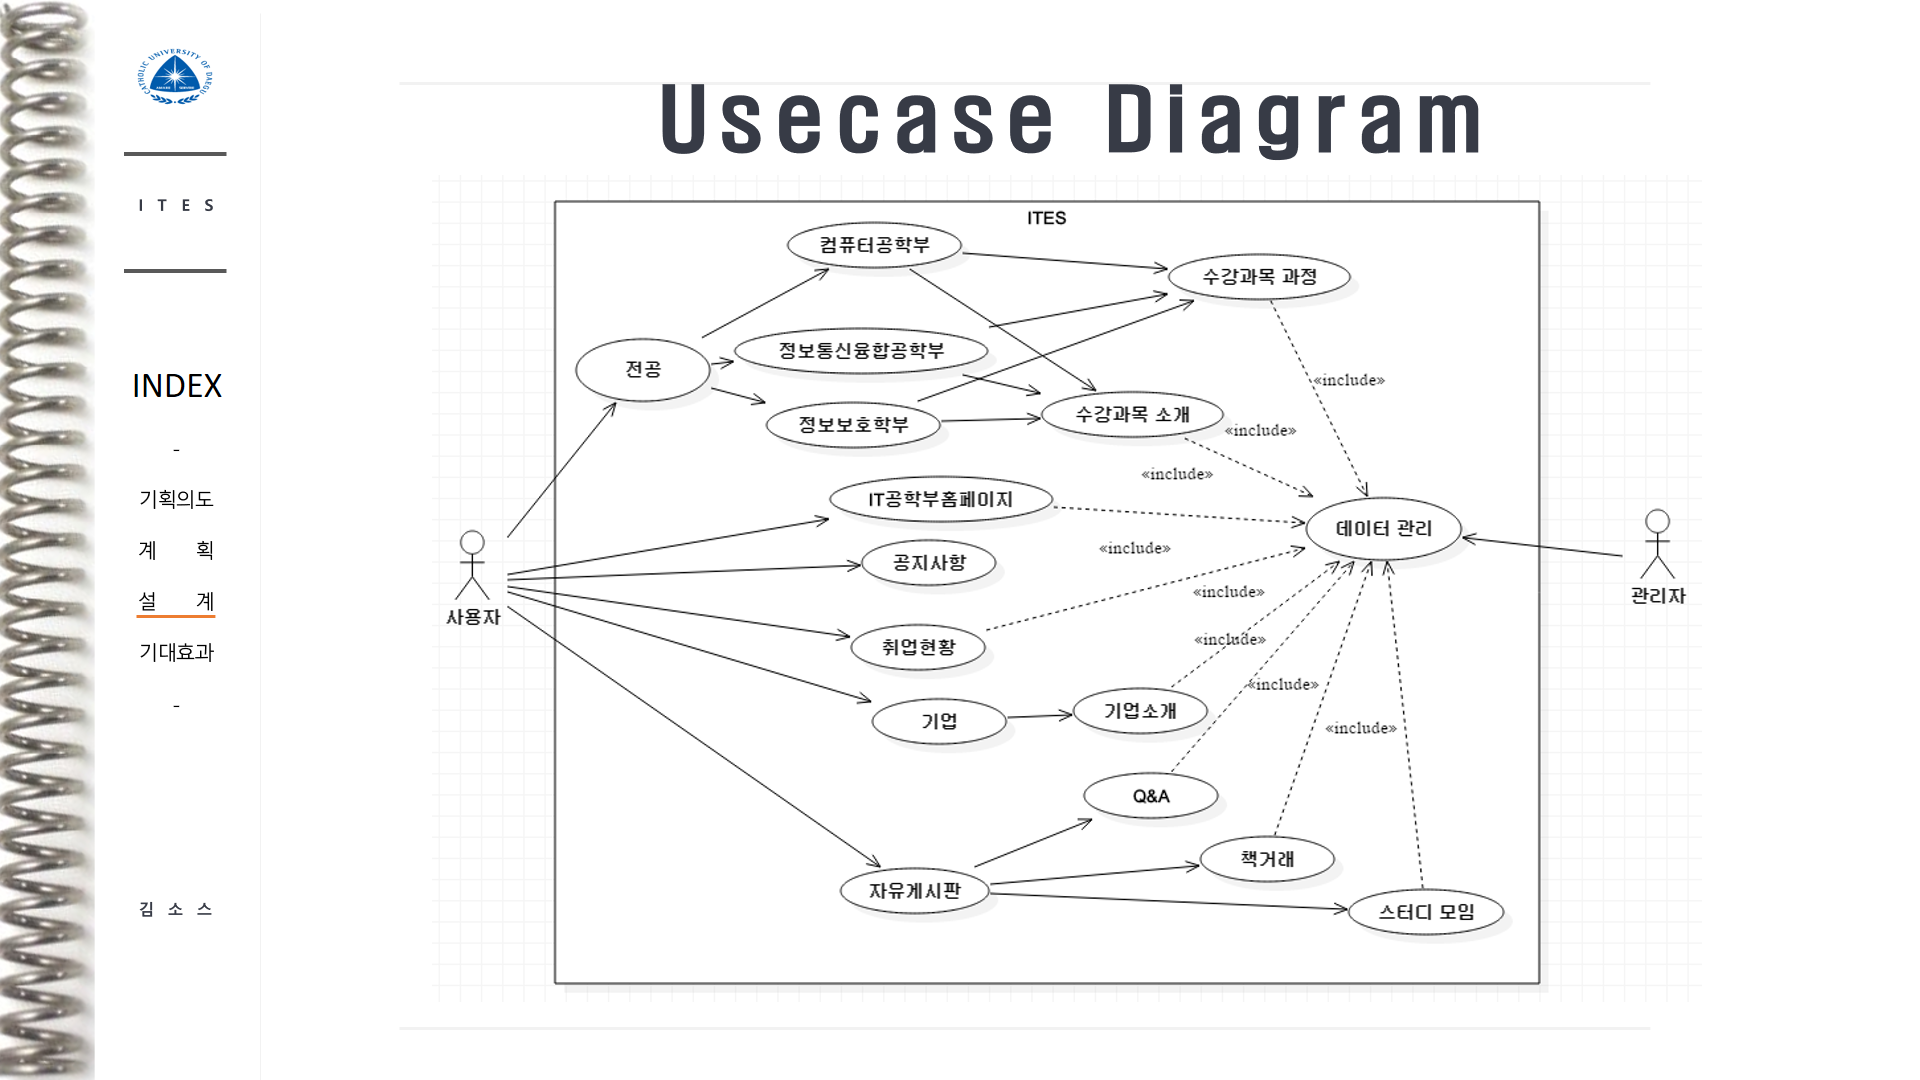 CATHOLIC UNIVERSITY OF DAEGU
ITES
INDEX
-
기획의도
계 획
설 계
기대효과
-
김소스
Usecase Diagram
ITES
컴퓨터공학부
수강과목 과정
정보통신융합공학부
전공
«include»
수강과목 소개
정보보호학부
«include»
«include»
IT공학부홈페이지
데이터 관리
«include»
공지사항
«include»
관리자
사용자
«include»
취업현황
«include»
기업소개
기업
«include»
Q&A
책거래
자유게시판
스터디 모임